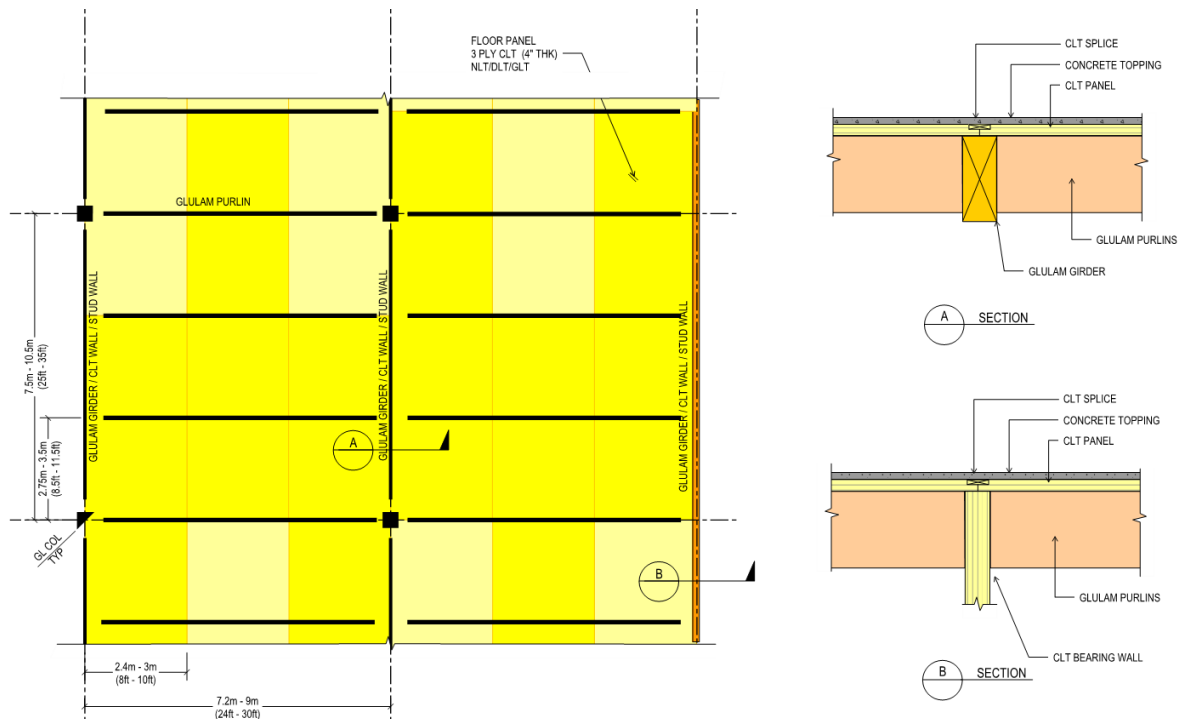 FLOOR PANEL
3 PLY CLT (4" THK)
NLT/DLT/GLT
GLULAM PURLIN
GLULAM GIRDER / CLT WALL / STUD WALL
GLULAM GIRDER / CLT WALL / STUD WALL
GLULAM GIRDER / CLT WALL / STUD WALL
7.5m - 10.5m
(25ft - 35ft)
2.75m - 3.5m
(8.5ft - 11.5ft)
GL COL
TYP
A
B
2.4m - 3m
(8ft - 10ft)
7.2m - 9m
(24ft - 30ft)
CLT SPLICE
CONCRETE TOPPING
CLT PANEL
GLULAM PURLINS
GLULAM GIRDER
A SECTION
CLT SPLICE
CONCRETE TOPPING
CLT PANEL
GLULAM PURLINS
CLT BEARING WALL
B SECTION